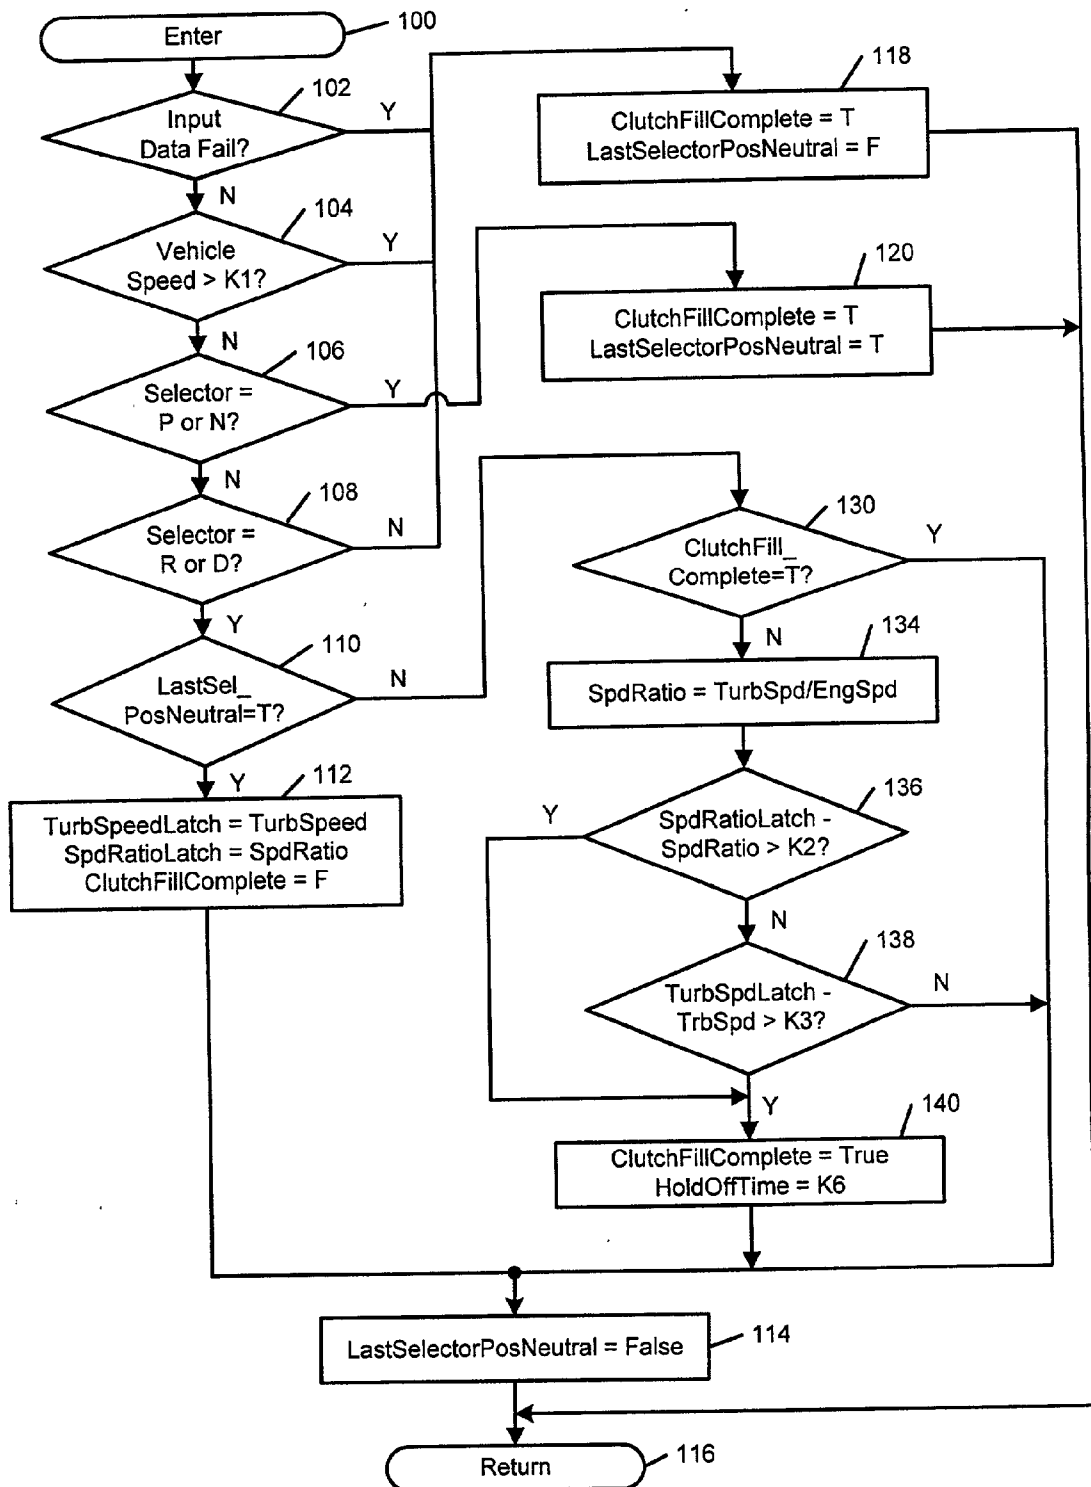 Enter
100
Input
Data Fail?
102
Y
N
Vehicle
Speed > K1?
104
Y
N
Selector =
P or N?
106
Y
N
Selector =
R or D?
108
N
Y
LastSel_
PosNeutral=T?
110
N
Y
TurbSpeedLatch = TurbSpeed
SpdRatioLatch = SpdRatio
ClutchFillComplete = F
112
ClutchFillComplete = T
LastSelectorPosNeutral = F
118
ClutchFillComplete = T
LastSelectorPosNeutral = T
120
ClutchFill_
Complete=T?
130
Y
N
SpdRatio = TurbSpd/EngSpd
134
SpdRatioLatch -
SpdRatio > K2?
136
Y
N
TurbSpdLatch -
TrbSpd > K3?
138
N
Y
ClutchFillComplete = True
HoldOffTime = K6
140
LastSelectorPosNeutral = False
114
Return
116